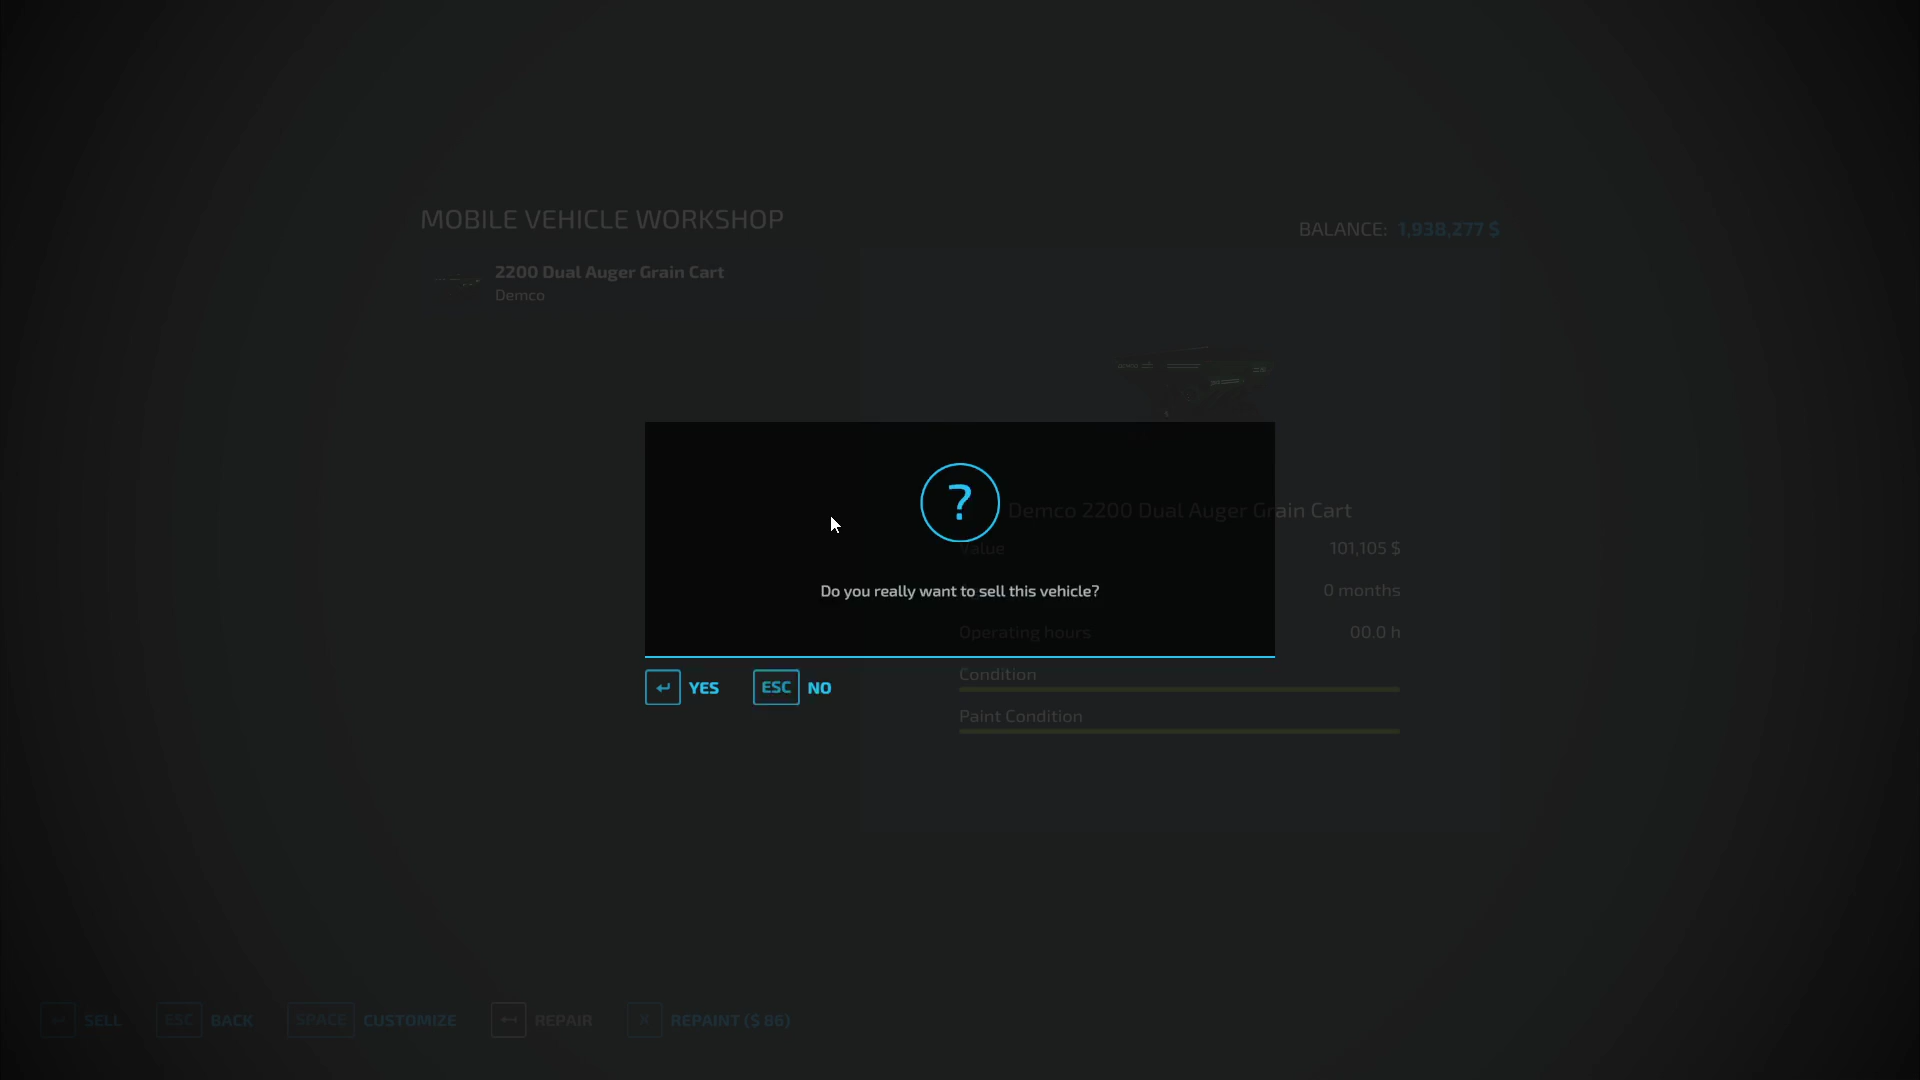 MOBILE VEHICLE WORKSHOP
BALANCE: 1,938,277 $
2200 Dual Auger Grain Cart
Demco
?
Demco 2200 Dual Auger Grain Cart
Value 101,105 $
0 months
Do you really want to sell this vehicle?
Operating hours 00.0 h
Condition
YES
ESC NO
Paint Condition
SELL
ESC BACK
SPACE CUSTOMIZE
REPAIR
X REPAINT ($ 86)